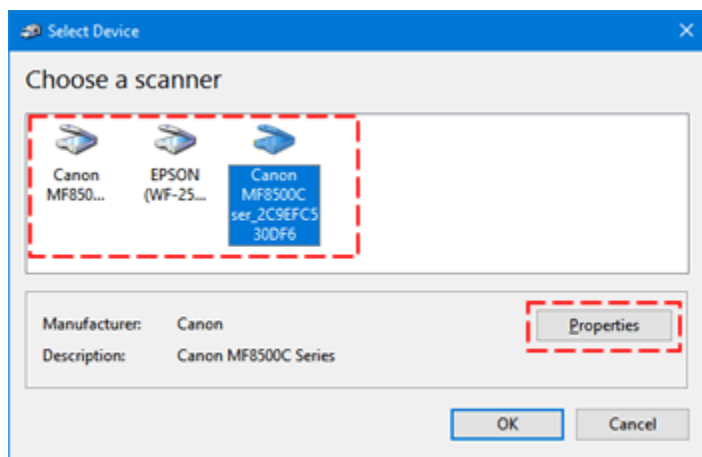 Select Device
Choose a scanner
Canon
MF850...
EPSON
(WF-25...
Canon
MF8500C
ser_2C9EFC5
30DF6
Manufacturer: Canon
Properties
Description: Canon MF8500C Series
OK Cancel